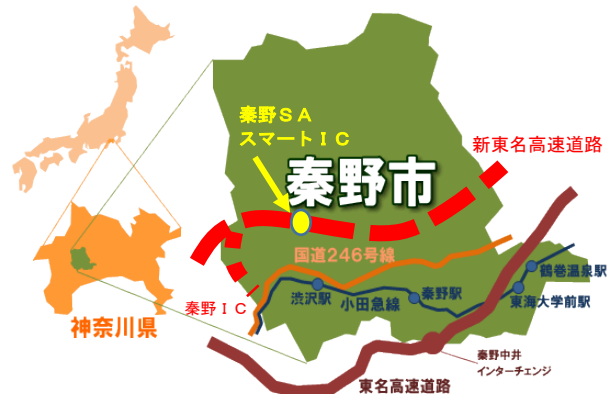 秦野ＳＡ
スマートＩＣ
新東名高速道路
秦野市
国道246号線
鶴巻温泉駅
秦野ＩＣ
渋沢駅
小田急線
秦野駅
東海大学前駅
神奈川県
秦野中井
インターチェンジ
東名高速道路